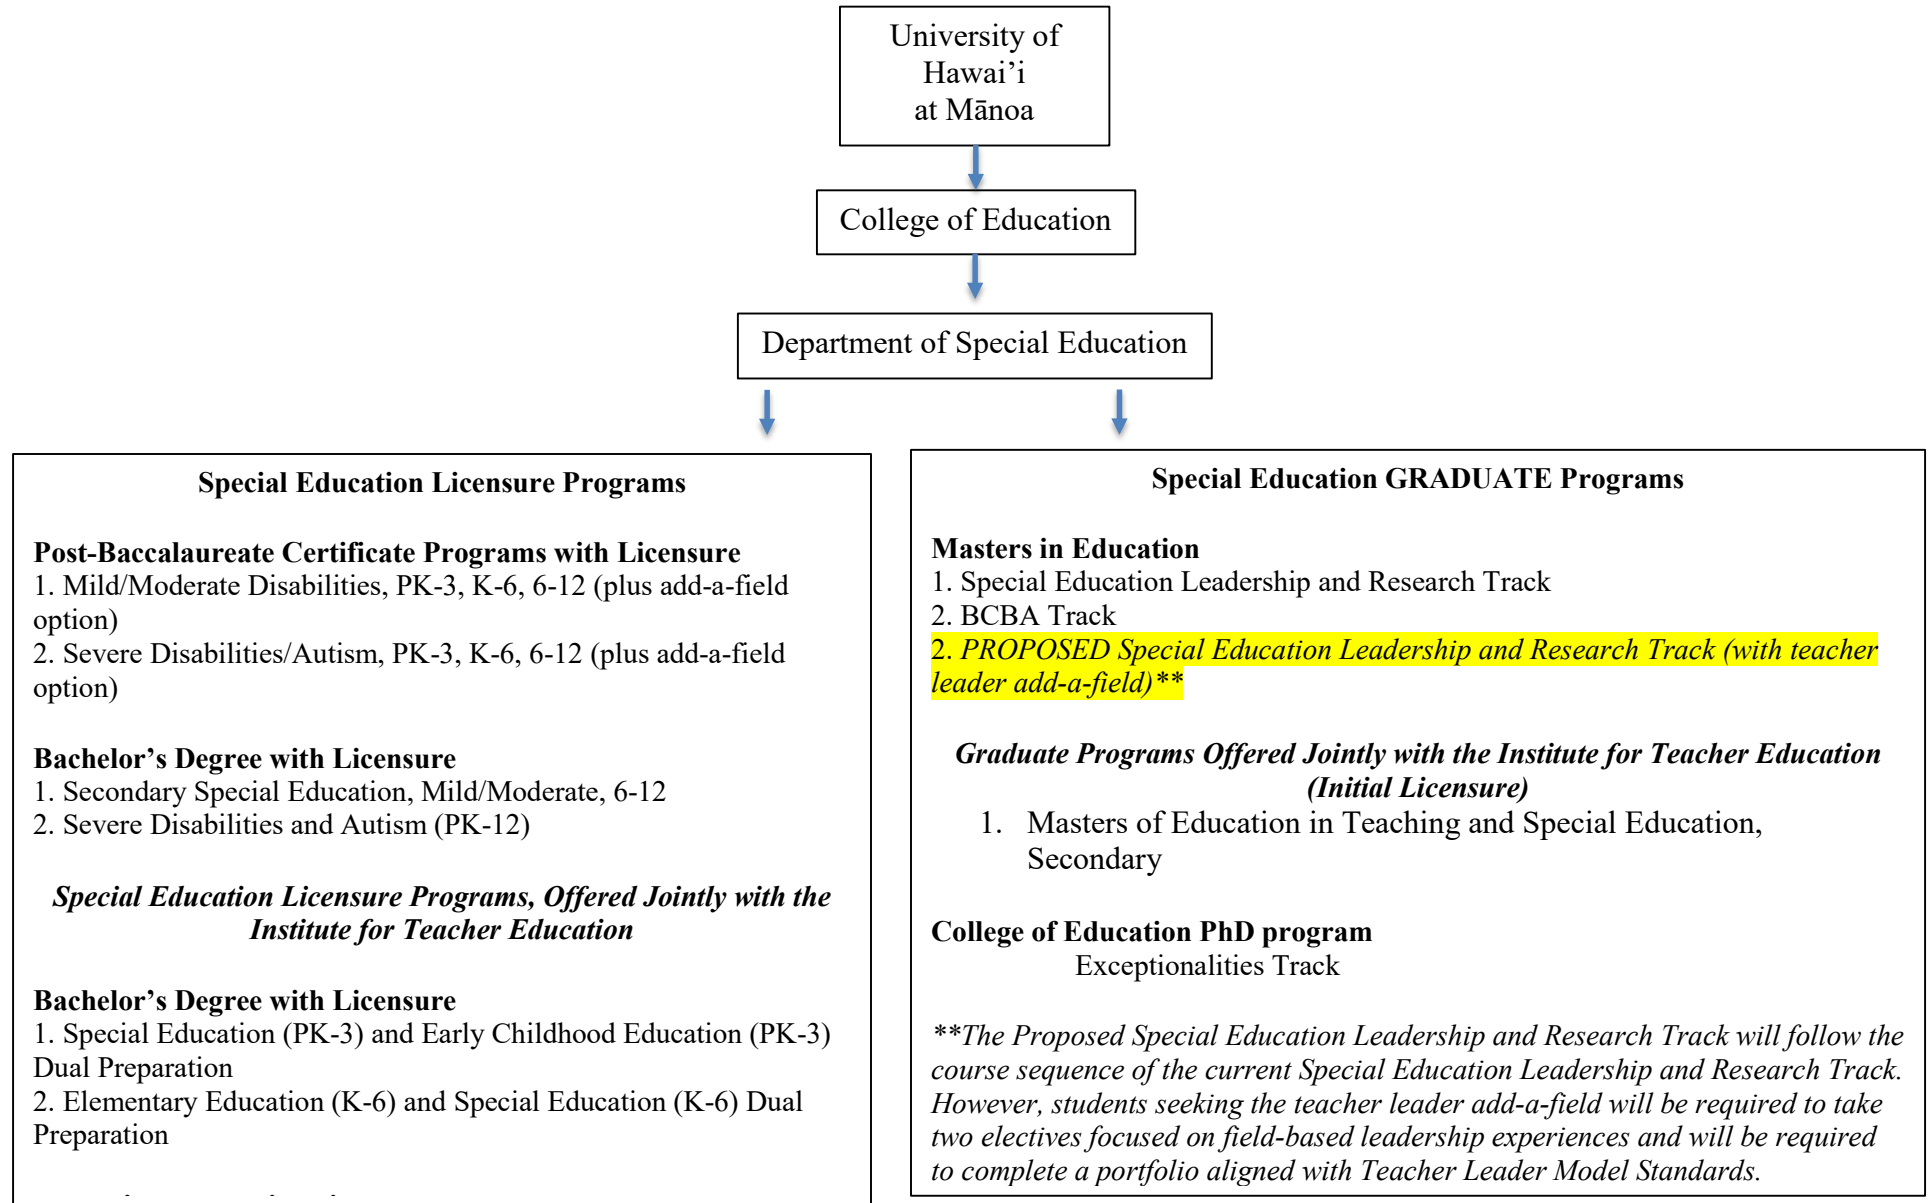 University of
Hawai’i
at Mānoa
College of Education
Department of Special Education
Special Education Licensure Programs
Post-Baccalaureate Certificate Programs with Licensure
1. Mild/Moderate Disabilities, PK-3, K-6, 6-12 (plus add-a-field
option)
2. Severe Disabilities/Autism, PK-3, K-6, 6-12 (plus add-a-field
option)
Bachelor’s Degree with Licensure
1. Secondary Special Education, Mild/Moderate, 6-12
2. Severe Disabilities and Autism (PK-12)
Special Education Licensure Programs, Offered Jointly with the
Institute for Teacher Education
Bachelor’s Degree with Licensure
1. Special Education (PK-3) and Early Childhood Education (PK-3)
Dual Preparation
2. Elementary Education (K-6) and Special Education (K-6) Dual
Preparation
Special Education GRADUATE Programs
Masters in Education
1. Special Education Leadership and Research Track
2. BCBA Track
2. PROPOSED Special Education Leadership and Research Track (with teacher
leader add-a-field)**
Graduate Programs Offered Jointly with the Institute for Teacher Education
(Initial Licensure)
1. Masters of Education in Teaching and Special Education,
Secondary
College of Education PhD program
Exceptionalities Track
**The Proposed Special Education Leadership and Research Track will follow the
course sequence of the current Special Education Leadership and Research Track.
However, students seeking the teacher leader add-a-field will be required to take
two electives focused on field-based leadership experiences and will be required
to complete a portfolio aligned with Teacher Leader Model Standards.